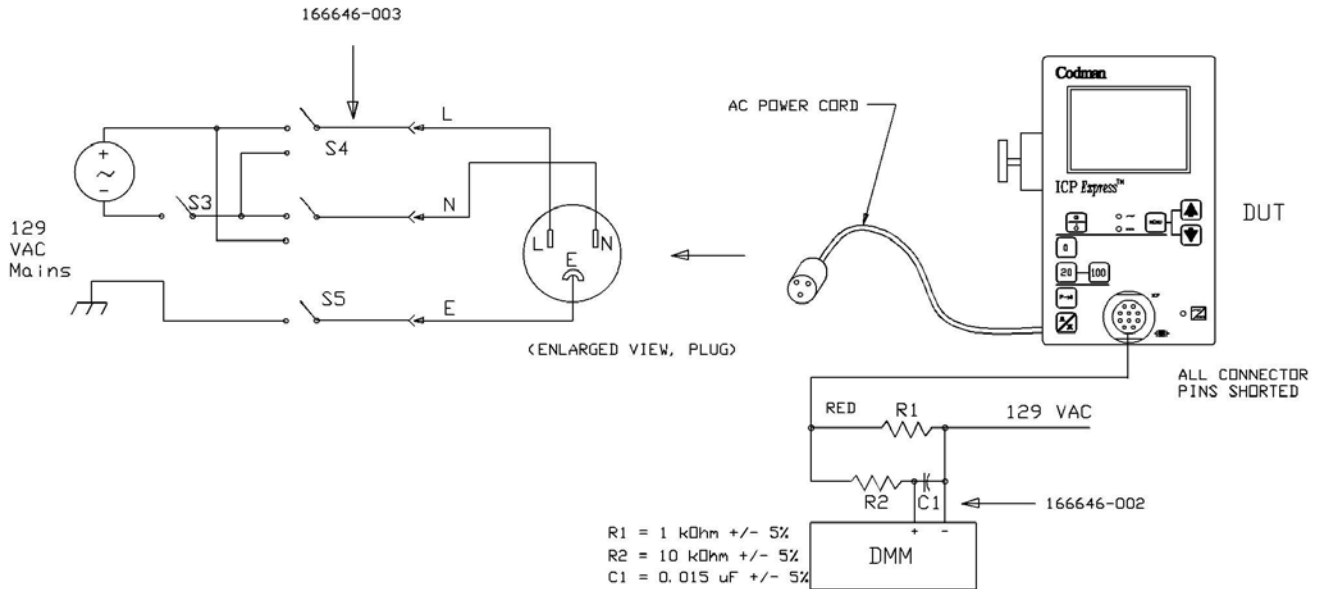 166646-003
L
S4
S3
N
129
VAC
Mains
S5
E
L
N
E
(ENLARGED VIEW, PLUG)
AC POWER CORD
Codman
ICP Express™
MENU
0
20
100
ICP
DUT
ALL CONNECTOR
PINS SHORTED
RED
R1
129 VAC
R2
C1
166646-002
+ -
DMM
R1 = 1 kOhm +/- 5%
R2 = 10 kOhm +/- 5%
C1 = 0.015 uF +/- 5%